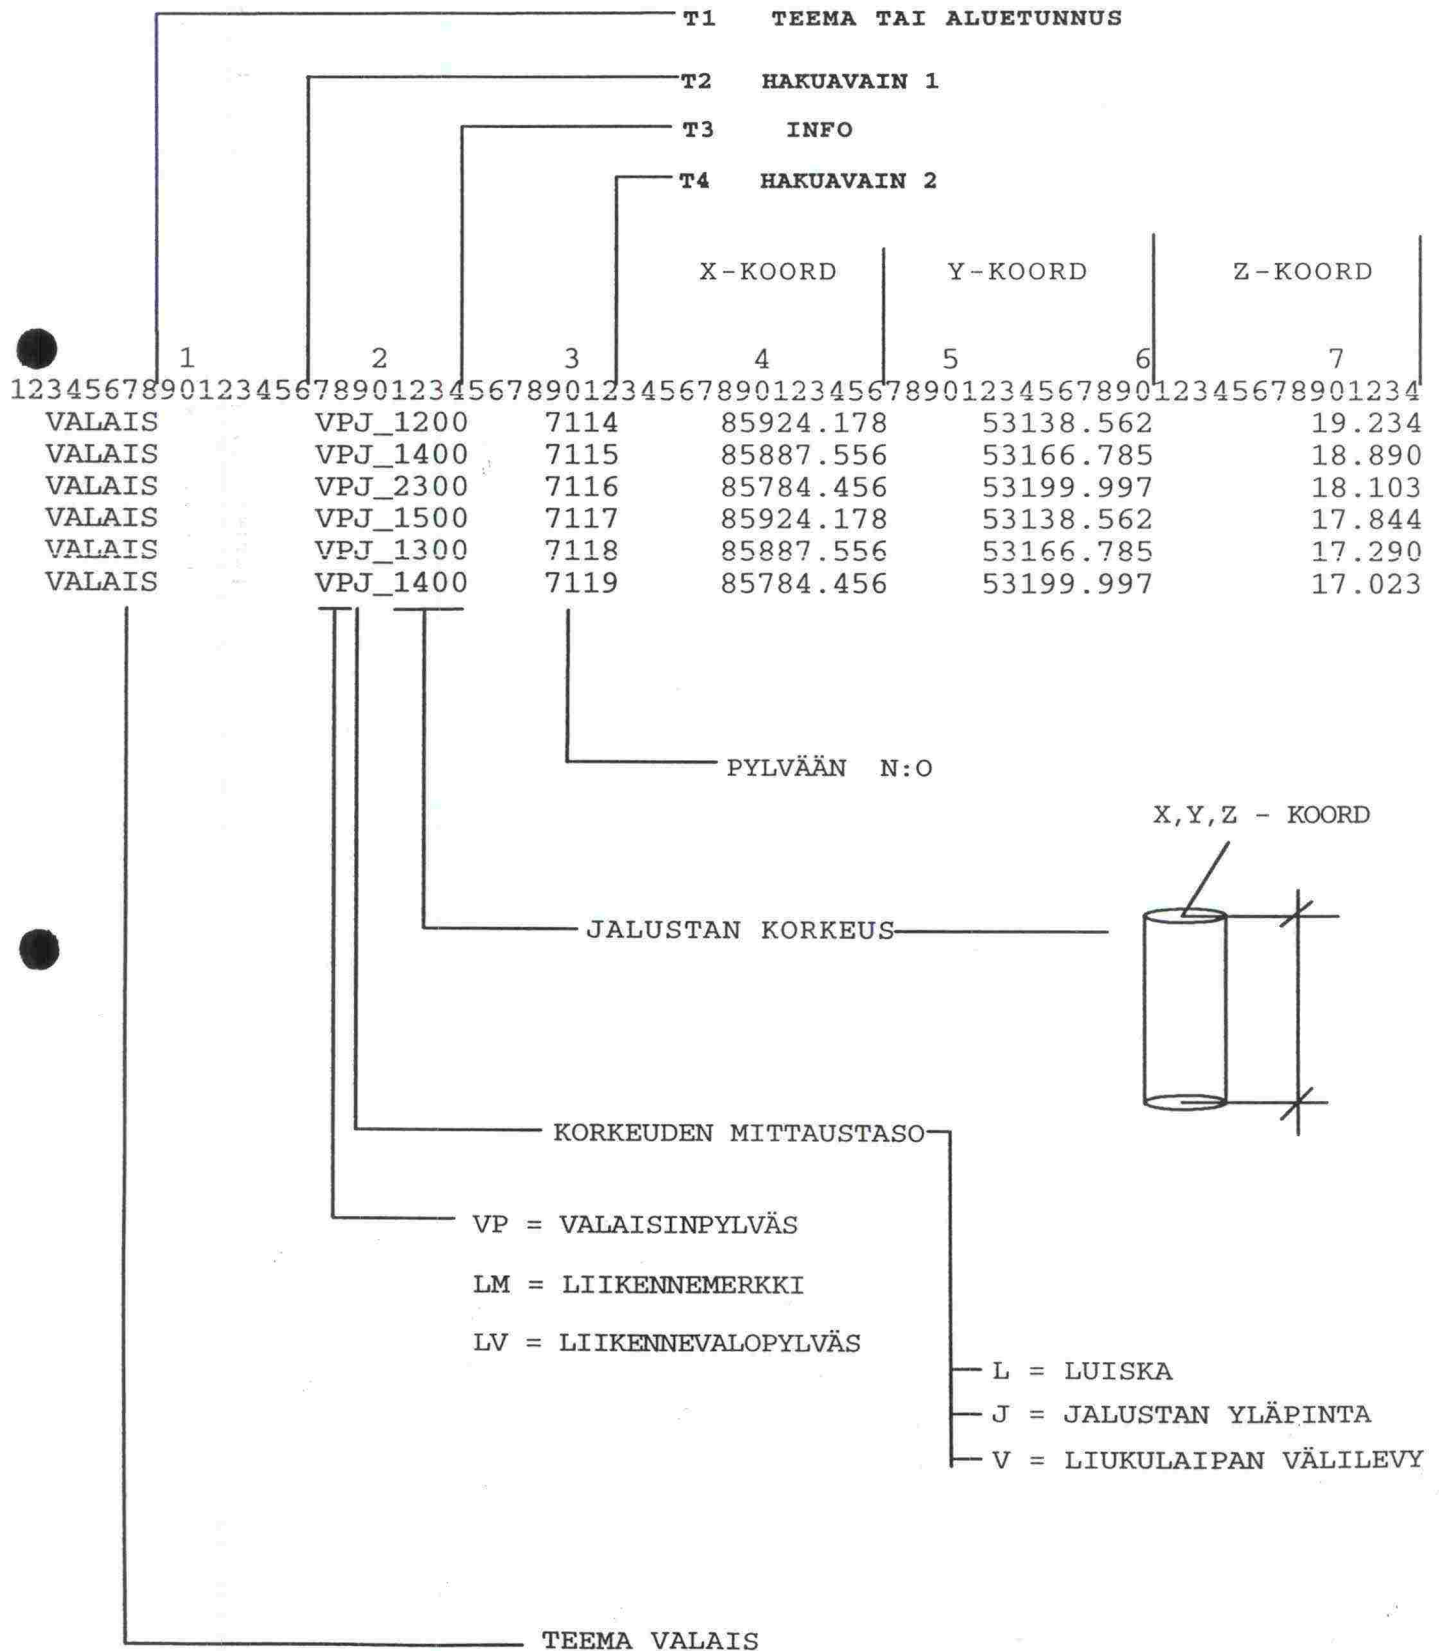 T1 TEEMA TAI ALUETUNNUS
T2 HAKUAVAIN 1
T3 INFO
T4 HAKUAVAIN 2
X-KOORD Y-KOORD Z-KOORD
1 2 3 4 5 6 7
12345678901234567890123456789012345678901234567890123456789012345678901234
VALAIS VPJ_1200 7114 85924.178 53138.562 19.234
VALAIS VPJ_1400 7115 85887.556 53166.785 18.890
VALAIS VPJ_2300 7116 85784.456 53199.997 18.103
VALAIS VPJ_1500 7117 85924.178 53138.562 17.844
VALAIS VPJ_1300 7118 85887.556 53166.785 17.290
VALAIS VPJ_1400 7119 85784.456 53199.997 17.023
PYLVÄÄN N:O
X,Y,Z - KOORD
JALUSTAN KORKEUS
KORKEUDEN MITTAUSTASO
VP = VALAISINPYLVÄS
LM = LIIKENNEMERKKI
LV = LIIKENNEVALOPYLVÄS
L = LUISKA
J = JALUSTAN YLÄPINTA
V = LIUKULAIPAN VÄLILEVY
TEEMA VALAIS